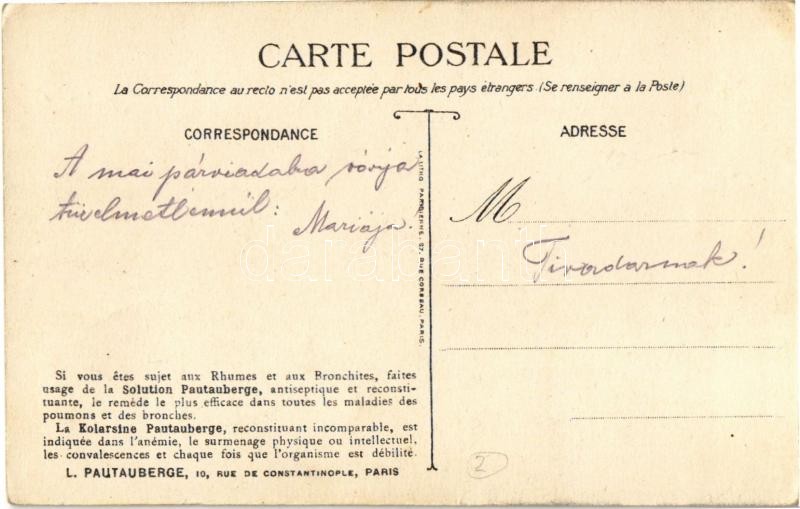 CARTE POSTALE
La Correspondance au recto n'est pas acceptée par tous les pays étrangers (Se renseigner à la Poste)
CORRESPONDANCE
A mai párviadalra
türelmetlenül:
Mariája.
LA LITHO PARISIENNE, 27, RUE CORBEAU, PARIS.
ADRESSE
M
Tivadarnak!
Si vous êtes sujet aux Rhumes et aux Bronchites, faites
usage de la Solution Pautauberge, antiseptique et reconsti-
tuante, le remède le plus efficace dans toutes les maladies des
poumons et des bronches.
La Kolarsine Pautauberge, reconstituant incomparable, est
indiquée dans l'anémie, le surmenage physique ou intellectuel,
les convalescences et chaque fois que l'organisme est débilité.
L. PAUTAUBERGE, 10, RUE DE CONSTANTINOPLE, PARIS
2
darabanth